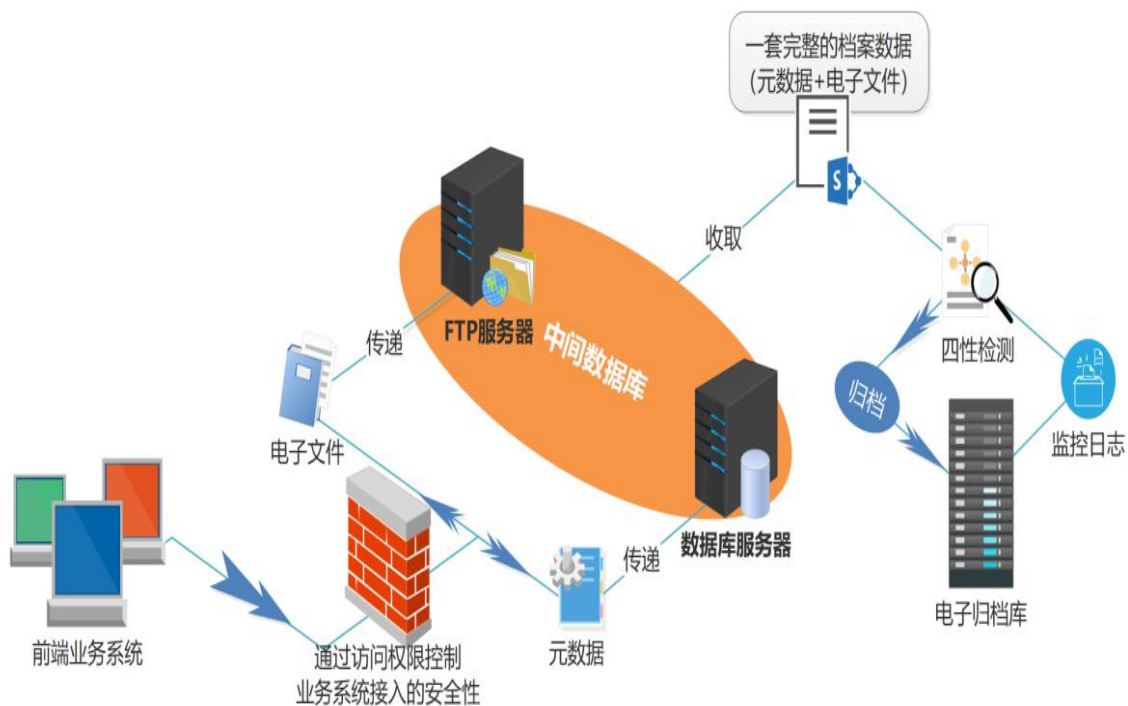 一套完整的档案数据
(元数据+电子文件)
S
收取
FTP服务器
传递
中间数据库
四性检测
归档
监控日志
电子文件
数据库服务器
传递
电子归档库
前端业务系统
通过访问权限控制
业务系统接入的安全性
元数据